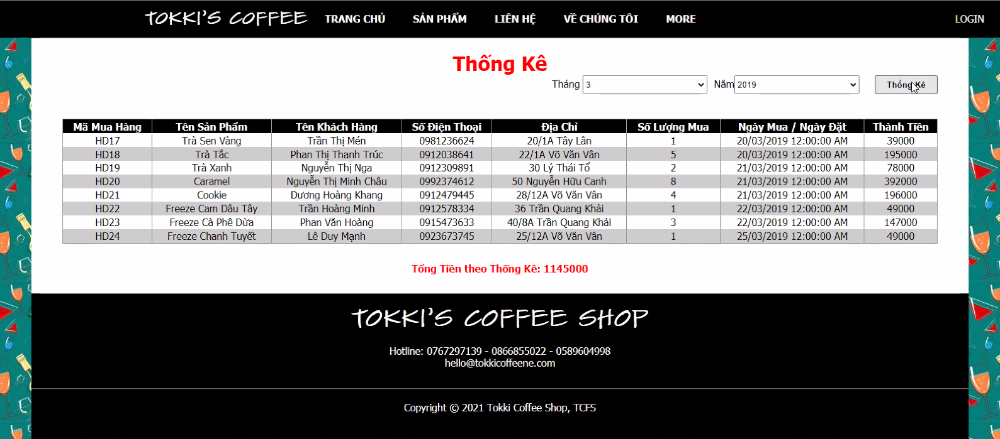 TOKKI'S COFFEE TRANG CHỦ SẢN PHẨM LIÊN HỆ VỀ CHÚNG TÔI MORE LOGIN
Thống Kê
Tháng 3 Năm 2019 Thống Kê
Mã Mua Hàng Tên Sản Phẩm Tên Khách Hàng Số Điện Thoại Địa Chỉ Số Lượng Mua Ngày Mua / Ngày Đặt Thành Tiền
HD17 Trà Sen Vàng Trần Thị Mén 0981236624 20/1A Tây Lân 1 20/03/2019 12:00:00 AM 39000
HD18 Trà Tắc Phan Thị Thanh Trúc 0912038641 22/1A Võ Văn Vân 5 20/03/2019 12:00:00 AM 195000
HD19 Trà Xanh Nguyễn Thị Nga 0912309891 30 Lý Thái Tổ 2 21/03/2019 12:00:00 AM 78000
HD20 Caramel Nguyễn Thị Minh Châu 0992374612 50 Nguyễn Hữu Canh 8 21/03/2019 12:00:00 AM 392000
HD21 Cookie Dương Hoàng Khang 0912479445 28/12A Võ Văn Vân 4 21/03/2019 12:00:00 AM 196000
HD22 Freeze Cam Dâu Tây Trần Hoàng Minh 0912578334 36 Trần Quang Khải 1 22/03/2019 12:00:00 AM 49000
HD23 Freeze Cà Phê Dừa Phan Văn Hoàng 0915473633 40/8A Trần Quang Khải 3 22/03/2019 12:00:00 AM 147000
HD24 Freeze Chanh Tuyết Lê Duy Mạnh 0923673745 25/12A Võ Văn Vân 1 25/03/2019 12:00:00 AM 49000
Tổng Tiền theo Thống Kê: 1145000
TOKKI'S COFFEE SHOP
Hotline: 0767297139 - 0866855022 - 0589604998
hello@tokkicoffeene.com
Copyright © 2021 Tokki Coffee Shop, TCFS